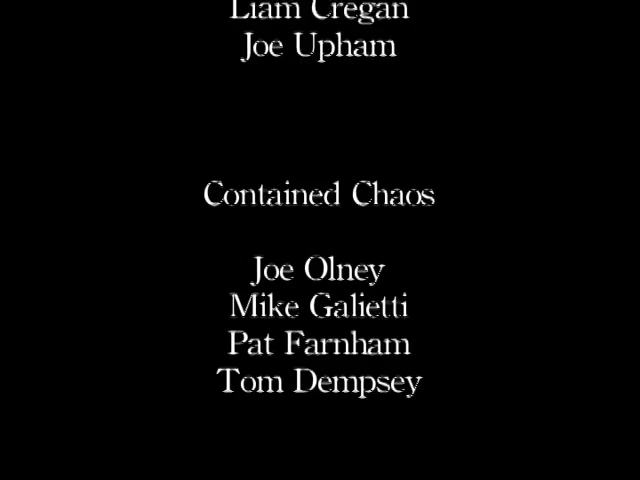 Liam Cregan
Joe Upham
Contained Chaos
Joe Olney
Mike Galietti
Pat Farnham
Tom Dempsey